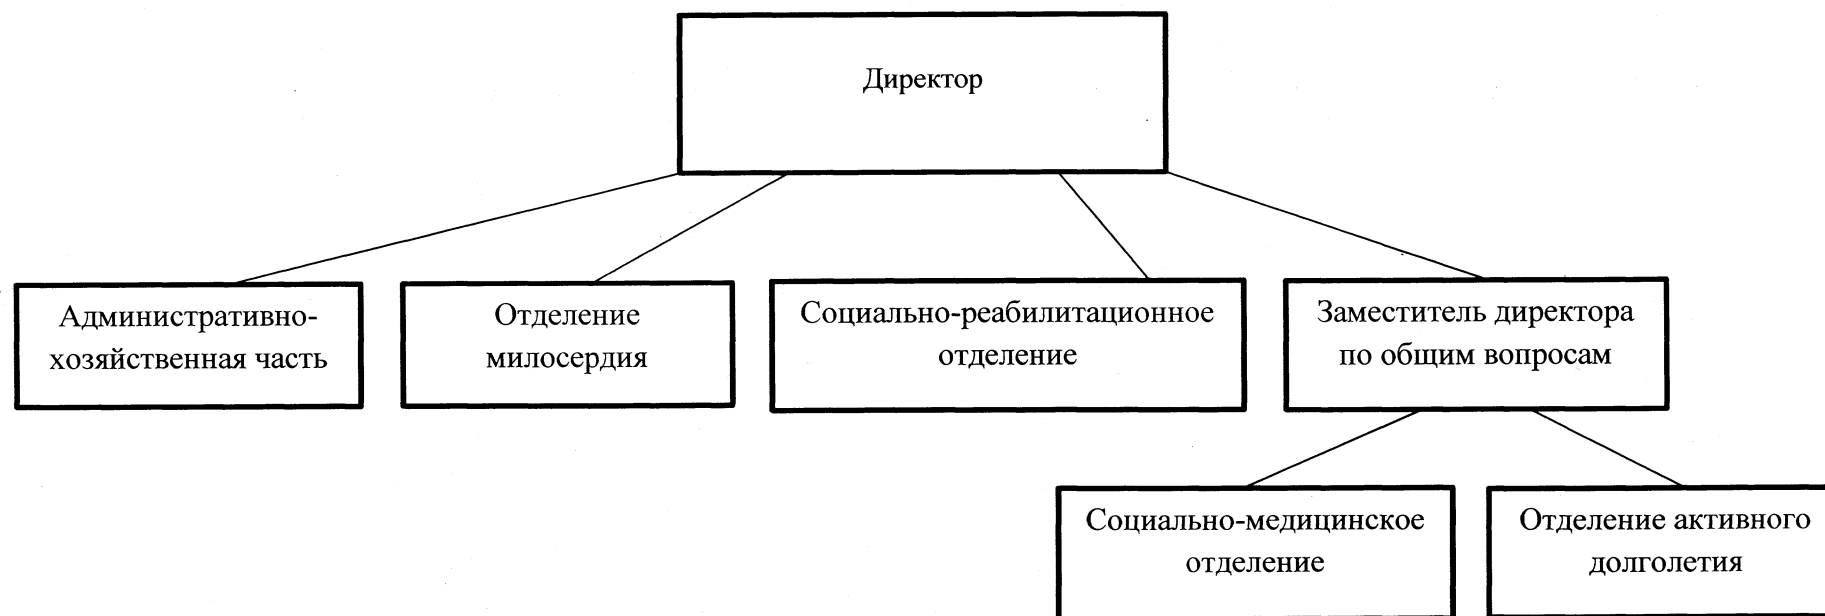 Директор
Административно-
хозяйственная часть
Отделение
милосердия
Социально-реабилитационное
отделение
Заместитель директора
по общим вопросам
Социально-медицинское
отделение
Отделение активного
долголетия